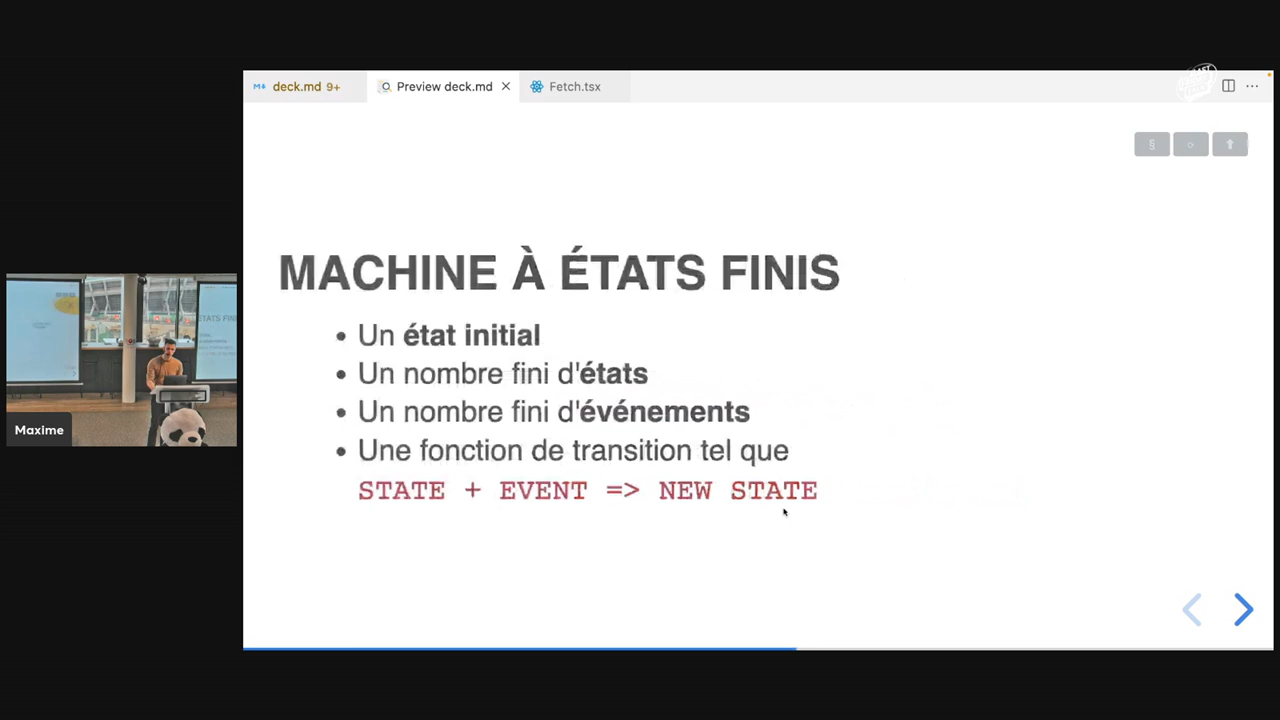 deck.md 9+
Preview deck.md
Fetch.tsx
MACHINE À ÉTATS FINIS
Un état initial
Un nombre fini d'états
Un nombre fini d'événements
Une fonction de transition tel que
STATE + EVENT => NEW STATE
Maxime